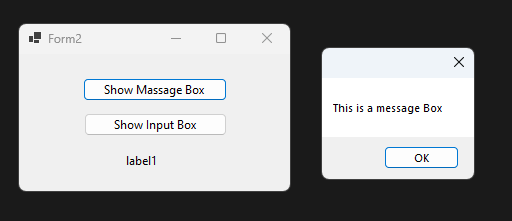 Form2
Show Massage Box
Show Input Box
label1
This is a message Box
OK